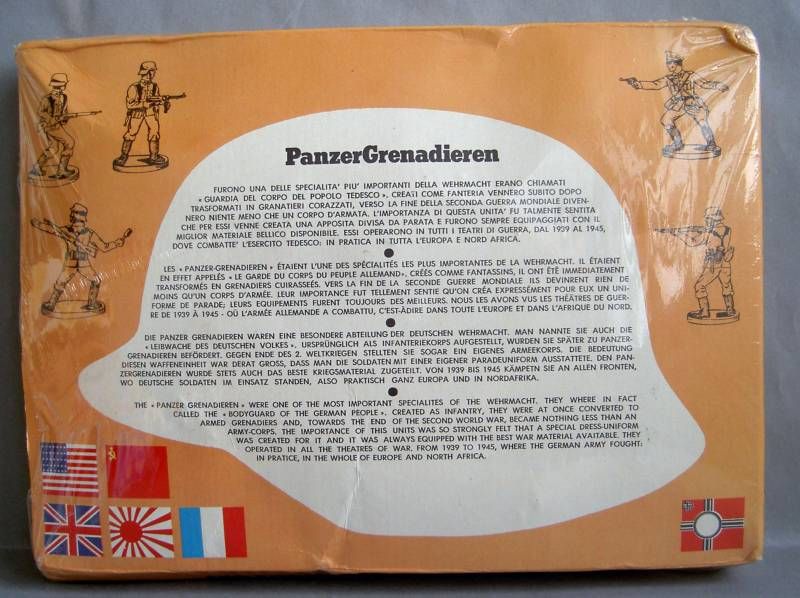 PanzerGrenadieren
FURONO UNA DELLE SPECIALITA' PIU' IMPORTANTI DELLA WEHRMACHT ERANO CHIAMATI
« GUARDIA DEL CORPO DEL POPOLO TEDESCO ». CREATI COME FANTERIA VENNERO SUBITO DOPO
TRASFORMATI IN GRANATIERI CORAZZATI, VERSO LA FINE DELLA SECONDA GUERRA MONDIALE DIVEN-
NERO NIENTE MENO CHE UN CORPO D'ARMATA. L'IMPORTANZA DI QUESTA UNITA' FU TALMENTE SENTITA
CHE PER ESSI VENNE CREATA UNA APPOSITA DIVISA DA PARATA E FURONO SEMPRE EQUIPAGGIATI CON IL
MIGLIOR MATERIALE BELLICO DISPONIBILE. ESSI OPERARONO IN TUTTI I TEATRI DI GUERRA, DAL 1939 AL 1945,
DOVE COMBATTE' L'ESERCITO TEDESCO: IN PRATICA IN TUTTA L'EUROPA E NORD AFRICA.
LES « PANZER-GRENADIEREN » ÉTAIENT L'UNE DES SPÉCIALITÉS LES PLUS IMPORTANTES DE LA WEHRMACHT. IL ÉTAIENT
EN EFFET APPELÉS « LE GARDE DU CORPS DU PEUPLE ALLEMAND». CRÉÉS COMME FANTASSINS, IL ONT ÉTÉ IMMEDIATEMENT
TRANSFORMÉS EN GRENADIERS CUIRASSÉES. VERS LA FIN DE LA SECONDE GUERRE MONDIALE ILS DEVINRENT RIEN DE
MOINS QU'UN CORPS D'ARMÉE. LEUR IMPORTANCE FUT TELLEMENT SENTIE QU'ON CRÉA EXPRESSÉMENT POUR EUX UN UNI-
FORME DE PARADE; LEURS EQUIPEMENTS FURENT TOUJOURS DES MEILLEURS. NOUS LES AVONS VUS LES THÉÂTRES DE GUER-
RE DE 1939 À 1945 - OÙ L'ARMÉE ALLEMANDE A COMBATTU, C'EST-ÀDIRE DANS TOUTE L'EUROPE ET DANS L'AFRIQUE DU NORD.
DIE PANZER GRENADIEREN WAREN EINE BESONDERE ABTEILUNG DER DEUTSCHEN WEHRMACHT. MAN NANNTE SIE AUCH DIE
« LEIBWACHE DES DEUTSCHEN VOLKES ». URSPRÜNGLICH ALS INFANTERIEKORPS AUFGESTELLT, WURDEN SIE SPÄTER ZU PANZER-
GRENADIEREN BEFÖRDERT. GEGEN ENDE DES 2. WELTKRIEGEN STELLTEN SIE SOGAR EIN EIGENES ARMEEKORPS. DIE BEDEUTUNG
DIESEN WAFFENEINHEIT WAR DERAT GROSS, DASS MAN DIE SOLDATEN MIT EINER EIGENER PARADEUNIFORM AUSSTATTETE. DEN PAN-
ZERGRENADIEREN WURDE STETS AUCH DAS BESTE KRIEGSMATERIAL ZUGETEILT. VON 1939 BIS 1945 KÄMPFTEN SIE AN ALLEN FRONTEN,
WO DEUTSCHE SOLDATEN IM EINSATZ STANDEN, ALSO PRAKTISCH GANZ EUROPA UND IN NORDAFRIKA.
THE « PANZER GRENADIEREN » WERE ONE OF THE MOST IMPORTANT SPECIALITES OF THE WEHRMACHT. THEY WHERE IN FACT
CALLED THE « BODYGUARD OF THE GERMAN PEOPLE ». CREATED AS INFANTRY, THEY WERE AT ONCE CONVERTED TO
ARMED GRENADIERS AND, TOWARDS THE END OF THE SECOND WORLD WAR, BECAME NOTHING LESS THAN AN
ARMY-CORPS. THE IMPORTANCE OF THIS UNITS WAS SO STRONGLY FELT THAT A SPECIAL DRESS-UNIFORM
WAS CREATED FOR IT AND IT WAS ALWAYS EQUIPPED WITH THE BEST WAR MATERIAL AVAITABLE. THEY
OPERATED IN ALL THE THEATRES OF WAR. FROM 1939 TO 1945, WHERE THE GERMAN ARMY FOUGHT:
IN PRATICE, IN THE WHOLE OF EUROPE AND NORTH AFRICA.